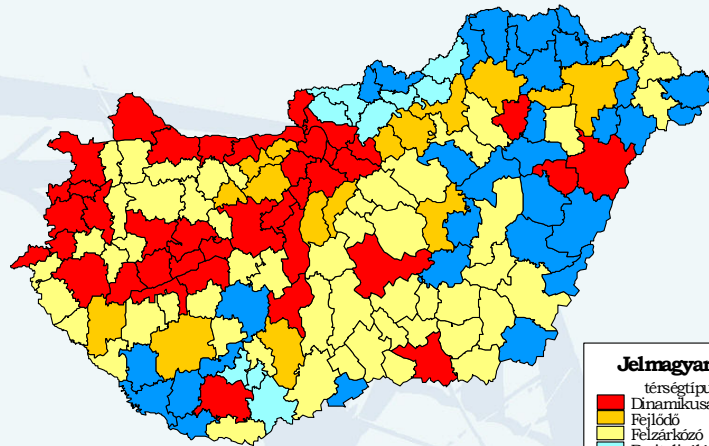 Jelmagyar
térségtípu
Dinamikusa
Fejlődő
Felzárkózó